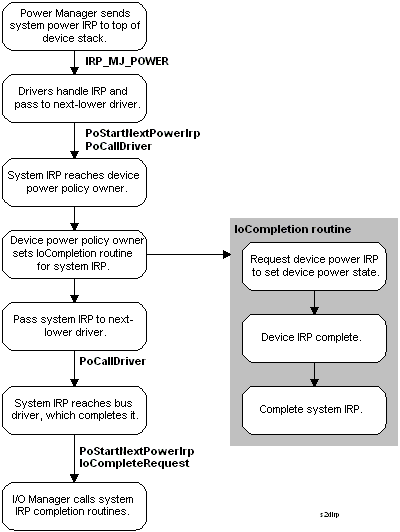 Power Manager sends
system power IRP to top of
device stack.
IRP_MJ_POWER
Drivers handle IRP and
pass to next-lower driver.
PoStartNextPowerIrp
PoCallDriver
System IRP reaches device
power policy owner.
Device power policy owner
sets IoCompletion routine
for system IRP.
Pass system IRP to next-
lower driver.
PoCallDriver
System IRP reaches bus
driver, which completes it.
PoStartNextPowerIrp
IoCompleteRequest
I/O Manager calls system
IRP completion routines.
IoCompletion routine
Request device power IRP
to set device power state.
Device IRP complete.
Complete system IRP.
s2dirp